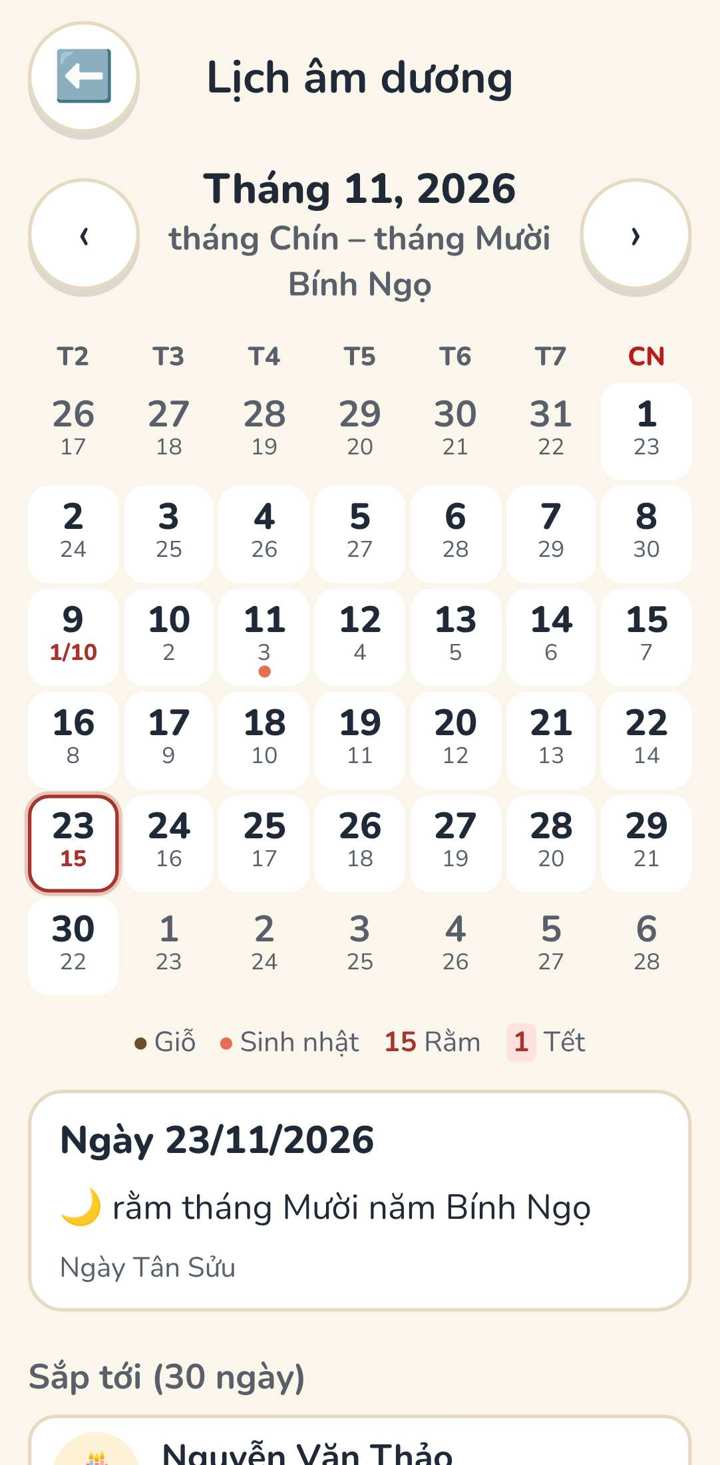 Lịch âm dương
‹ Tháng 11, 2026 ›
tháng Chín – tháng Mười
Bính Ngọ
T2 T3 T4 T5 T6 T7 CN
26 27 28 29 30 31 1
17 18 19 20 21 22 23
2 3 4 5 6 7 8
24 25 26 27 28 29 30
9 10 11 12 13 14 15
1/10 2 3 4 5 6 7
16 17 18 19 20 21 22
8 9 10 11 12 13 14
23 24 25 26 27 28 29
15 16 17 18 19 20 21
30 1 2 3 4 5 6
22 23 24 25 26 27 28
Giỗ Sinh nhật 15 Rằm 1 Tết
Ngày 23/11/2026
🌙 rằm tháng Mười năm Bính Ngọ
Ngày Tân Sửu
Sắp tới (30 ngày)
Nguyễn Văn Thảo